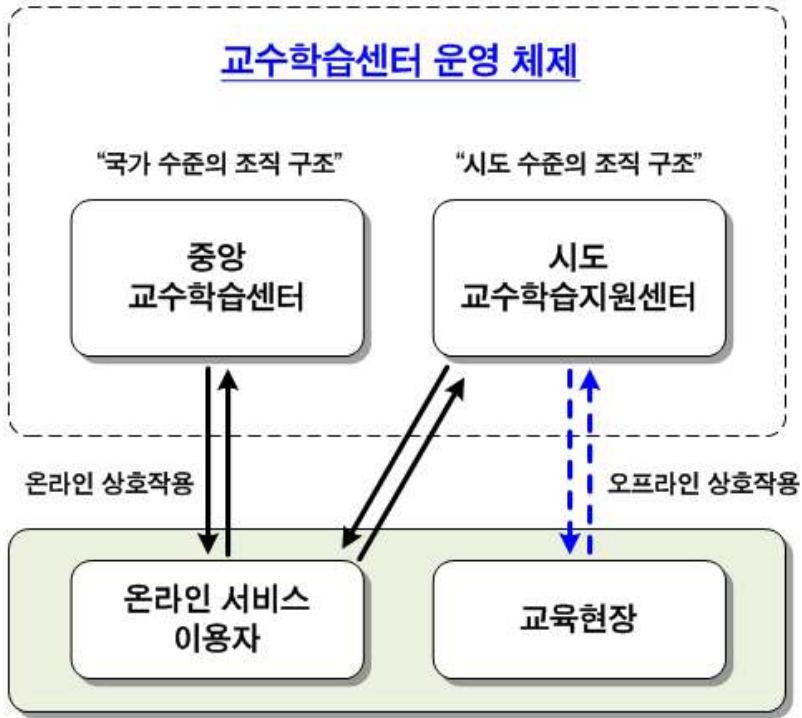 교수학습센터 운영 체제
“국가 수준의 조직 구조”
“시도 수준의 조직 구조”
중앙
교수학습센터
시도
교수학습지원센터
온라인 상호작용
오프라인 상호작용
온라인 서비스
이용자
교육현장